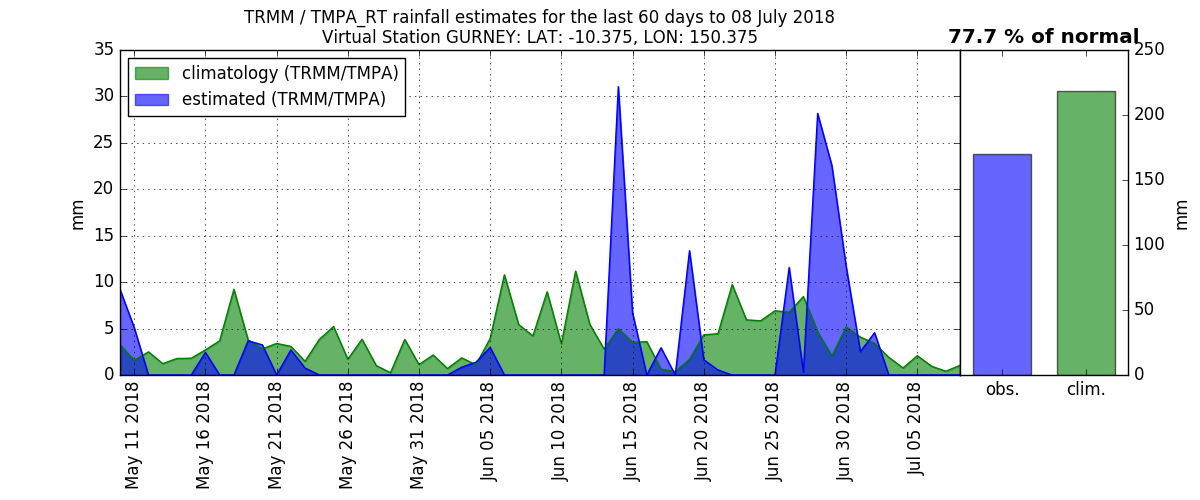 TRMM / TMPA_RT rainfall estimates for the last 60 days to 08 July 2018
Virtual Station GURNEY: LAT: -10.375, LON: 150.375
77.7 % of normal
climatology (TRMM/TMPA)
estimated (TRMM/TMPA)
35
30
25
20
15
10
5
0
mm
May 11 2018
May 16 2018
May 21 2018
May 26 2018
May 31 2018
Jun 05 2018
Jun 10 2018
Jun 15 2018
Jun 20 2018
Jun 25 2018
Jun 30 2018
Jul 05 2018
250
200
150
100
50
0
mm
obs.
clim.